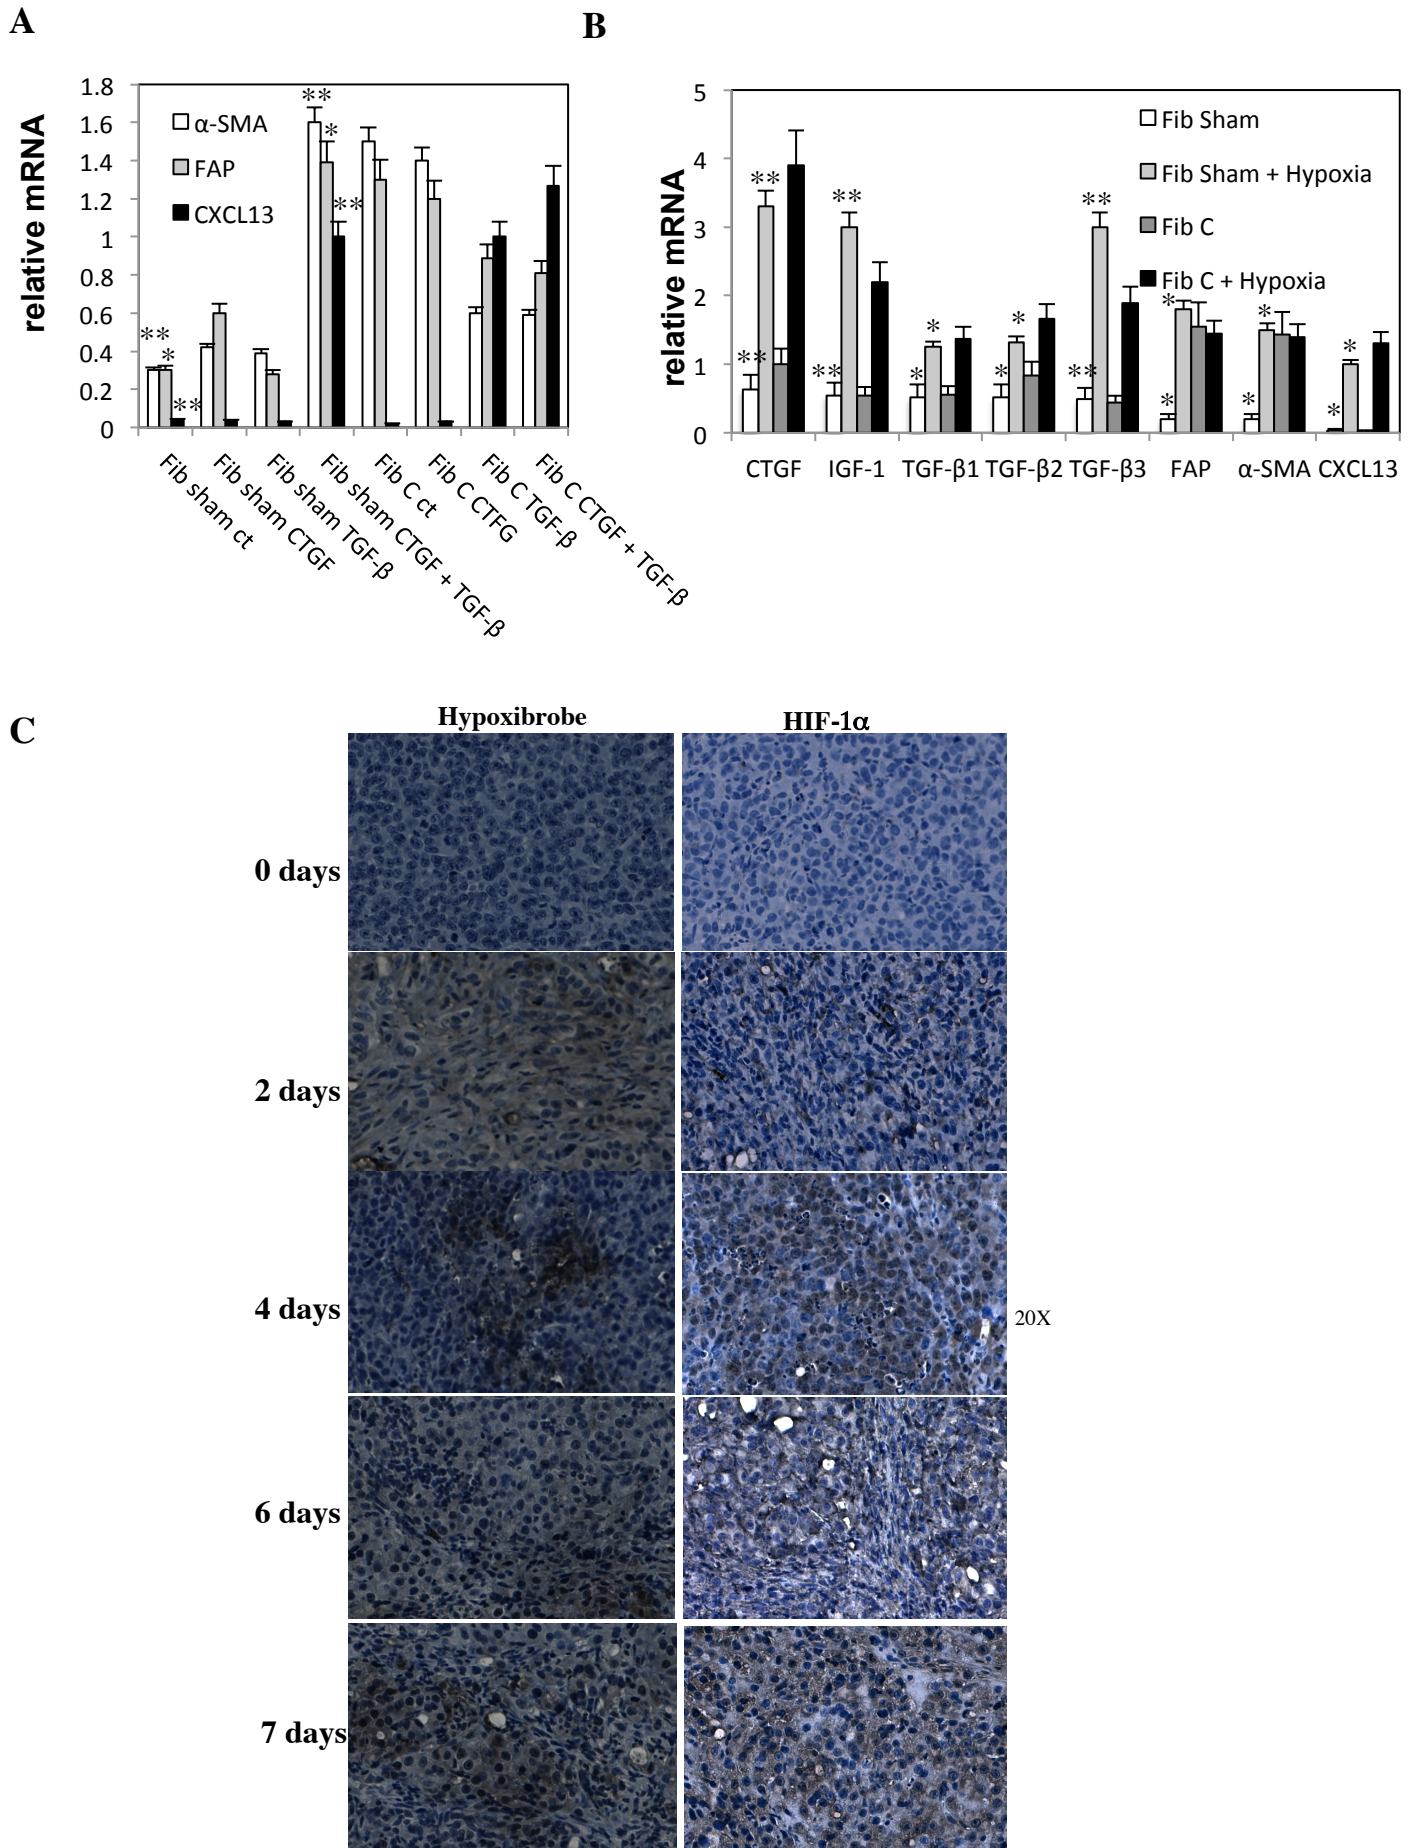 A
B
1.8
1.6
1.4
1.2
1
0.8
0.6
0.4
0.2
0
relative mRNA
α-SMA
FAP
CXCL13
** * **
** * **
Fib sham ct
Fib sham CTGF
Fib sham TGF-β
Fib sham CTGF + TGF-β
Fib C ct
Fib C CTFG
Fib C TGF-β
Fib C CTGF + TGF-β
5
4
3
2
1
0
relative mRNA
Fib Sham
Fib Sham + Hypoxia
Fib C
Fib C + Hypoxia
** ** ** ** * * * * ** ** * * * * * *
CTGF IGF-1 TGF-β1 TGF-β2 TGF-β3 FAP α-SMA CXCL13
C
Hypoxibrobe HIF-1α
0 days
2 days
4 days
20X
6 days
7 days